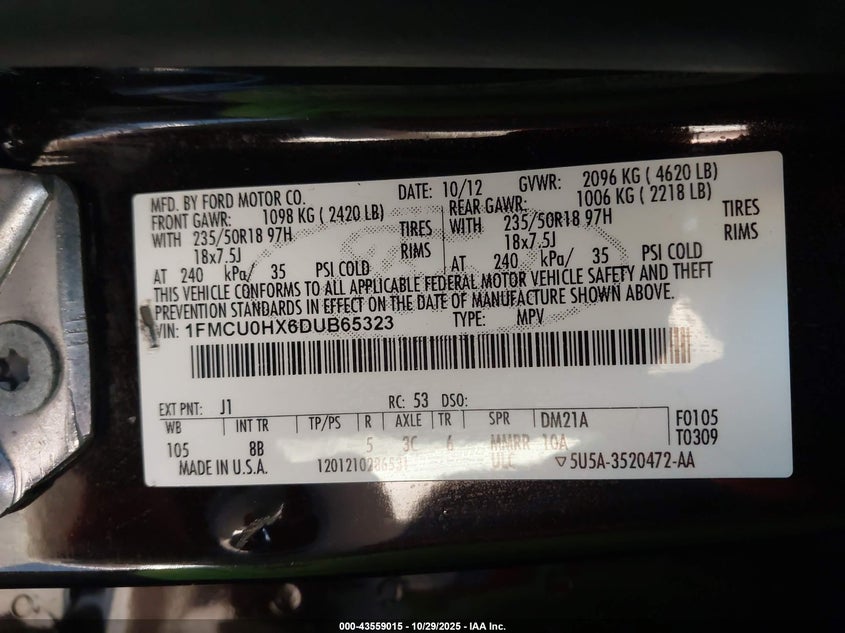 MFD. BY FORD MOTOR CO. DATE: 10/12 GVWR: 2096 KG ( 4620 LB)
FRONT GAWR: 1098 KG ( 2420 LB) REAR GAWR: 1006 KG ( 2218 LB)
WITH 235/50R18 97H TIRES WITH 235/50R18 97H TIRES
18x7.5J RIMS 18x7.5J RIMS
AT 240 kPa/ 35 PSI COLD AT 240 kPa/ 35 PSI COLD
THIS VEHICLE CONFORMS TO ALL APPLICABLE FEDERAL MOTOR VEHICLE SAFETY AND THEFT
PREVENTION STANDARDS IN EFFECT ON THE DATE OF MANUFACTURE SHOWN ABOVE.
VIN: 1FMCU0HX6DUB65323 TYPE: MPV
EXT PNT: J1 RC: 53 DSO:
WB INT TR TP/PS R AXLE TR SPR DM21A F0105
105 8B 5 3C 6 MMRR 10A T0309
MADE IN U.S.A. UEC ▽5U5A-3520472-AA
000-43559015 - 10/29/2025 - IAA Inc.